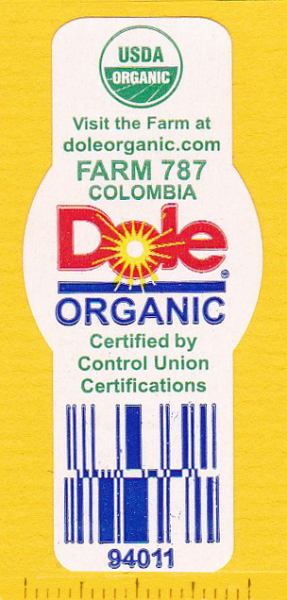 USDA
ORGANIC
Visit the Farm at
doleorganic.com
FARM 787
COLOMBIA
Dole®
ORGANIC
Certified by
Control Union
Certifications
94011